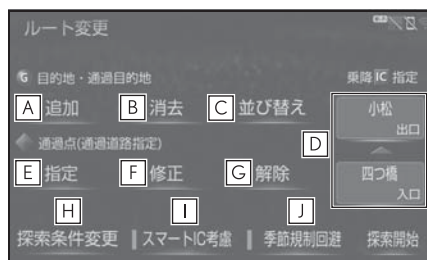 ルート変更
G 目的地・通過目的地
乗降IC 指定
A 追加 B 消去 C 並び替え
小松
出口
D
通過点(通過道路指定)
E 指定 F 修正 G 解除
四つ橋
入口
H I J
探索条件変更 スマートIC考慮 季節規制回避 探索開始